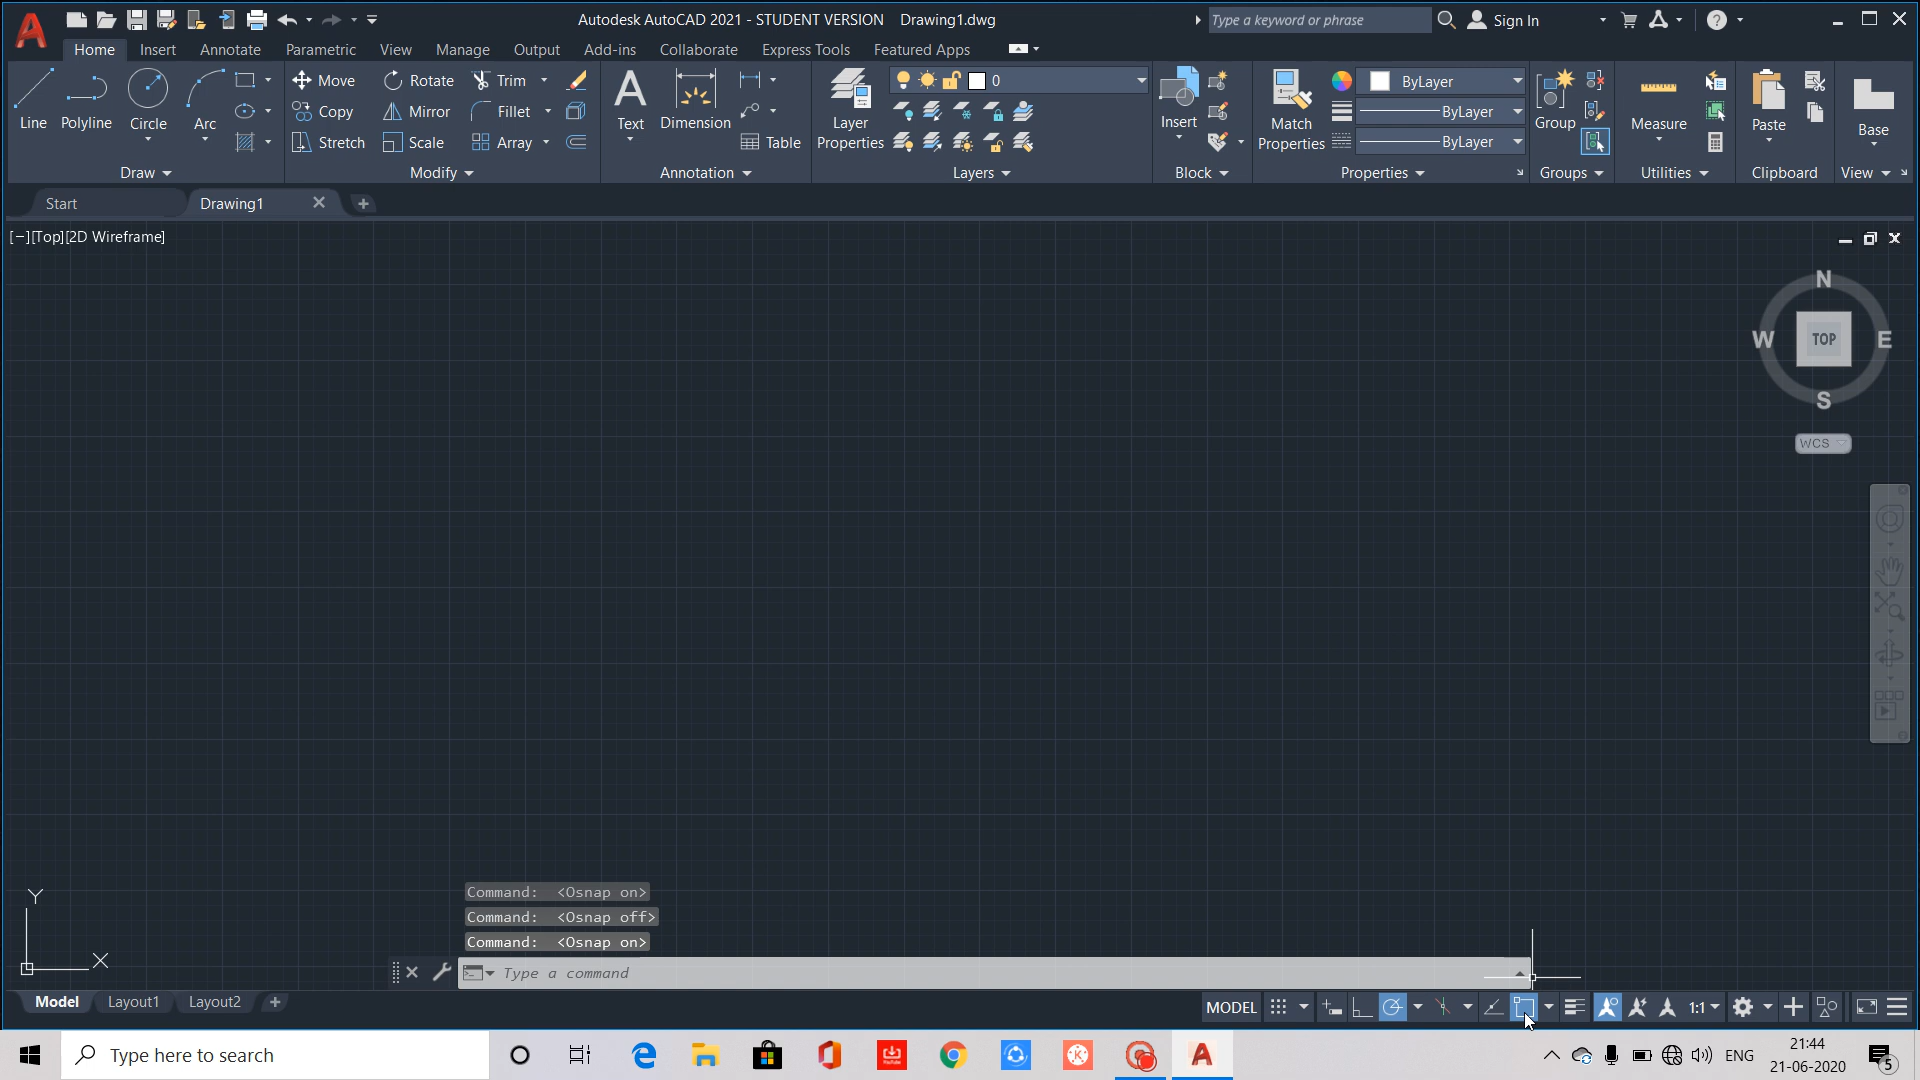 Autodesk AutoCAD 2021 - STUDENT VERSION Drawing1.dwg
Type a keyword or phrase
Sign In
Home Insert Annotate Parametric View Manage Output Add-ins Collaborate Express Tools Featured Apps
Line Polyline Circle Arc
Move Rotate Trim
Copy Mirror Fillet
Stretch Scale Array
Text Dimension Table
Layer Properties
0
Insert
Match Properties
ByLayer
ByLayer
ByLayer
Group
Measure
Paste
Base
Draw Modify Annotation Layers Block Properties Groups Utilities Clipboard View
Start Drawing1
[−][Top][2D Wireframe]
N
W TOP E
S
WCS
Y
X
Command: <Osnap on>
Command: <Osnap off>
Command: <Osnap on>
Type a command
Model Layout1 Layout2
MODEL 1:1
Type here to search
ENG
21:44
21-06-2020
5